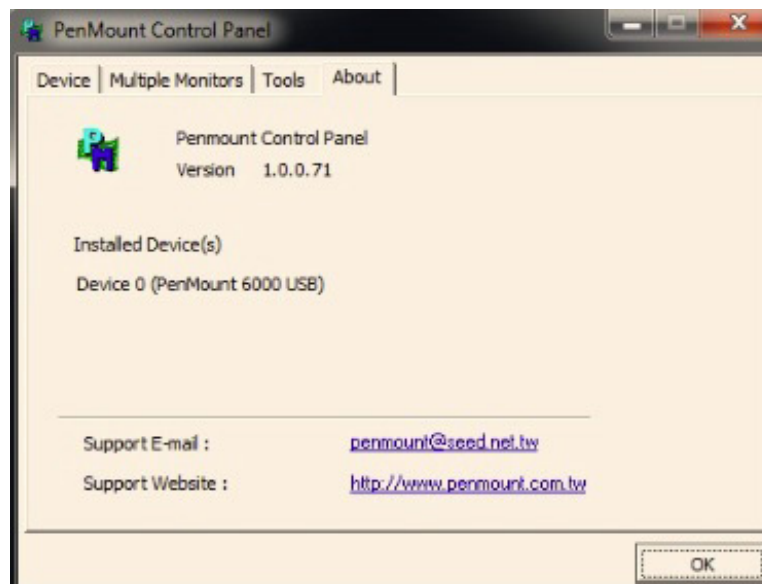 PenMount Control Panel
Device Multiple Monitors Tools About
Penmount Control Panel
Version 1.0.0.71
Installed Device(s)
Device 0 (PenMount 6000 USB)
Support E-mail : penmount@seed.net.tw
Support Website : http://www.penmount.com.tw
OK